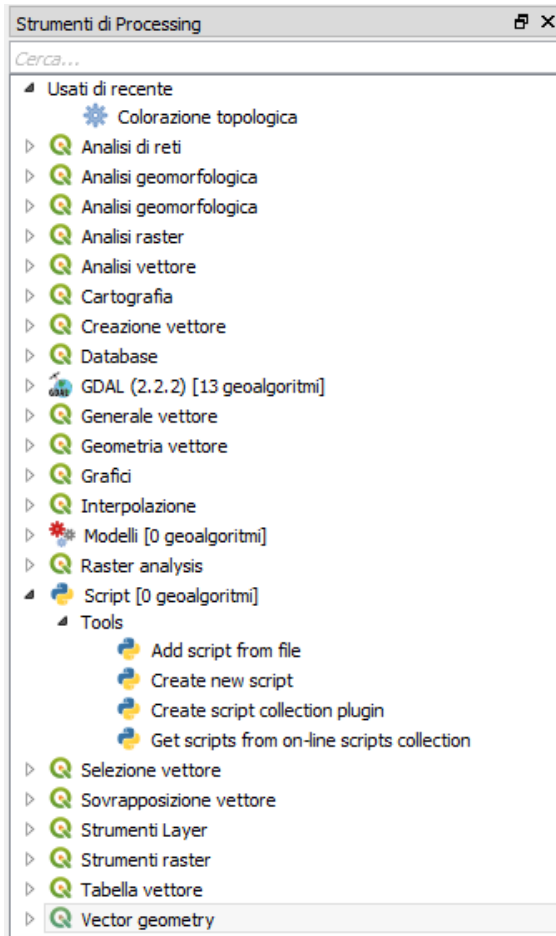 Strumenti di Processing
Cerca...
Usati di recente
Colorazione topologica
Analisi di reti
Analisi geomorfologica
Analisi geomorfologica
Analisi raster
Analisi vettore
Cartografia
Creazione vettore
Database
GDAL (2.2.2) [13 geoalgoritmi]
Generale vettore
Geometria vettore
Grafici
Interpolazione
Modelli [0 geoalgoritmi]
Raster analysis
Script [0 geoalgoritmi]
Tools
Add script from file
Create new script
Create script collection plugin
Get scripts from on-line scripts collection
Selezione vettore
Sovrapposizione vettore
Strumenti Layer
Strumenti raster
Tabella vettore
Vector geometry